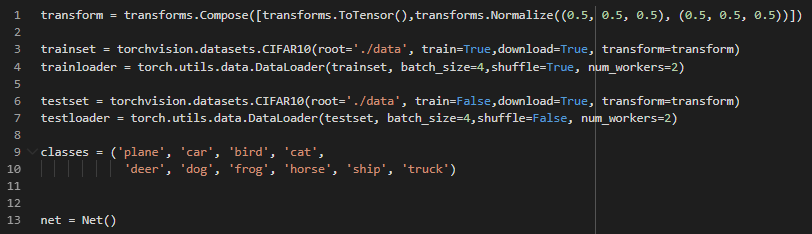 1 transform = transforms.Compose([transforms.ToTensor(),transforms.Normalize((0.5, 0.5, 0.5), (0.5, 0.5, 0.5))])
2
3 trainset = torchvision.datasets.CIFAR10(root='./data', train=True,download=True, transform=transform)
4 trainloader = torch.utils.data.DataLoader(trainset, batch_size=4,shuffle=True, num_workers=2)
5
6 testset = torchvision.datasets.CIFAR10(root='./data', train=False,download=True, transform=transform)
7 testloader = torch.utils.data.DataLoader(testset, batch_size=4,shuffle=False, num_workers=2)
8
9 classes = ('plane', 'car', 'bird', 'cat',
10            'deer', 'dog', 'frog', 'horse', 'ship', 'truck')
11
12
13 net = Net()